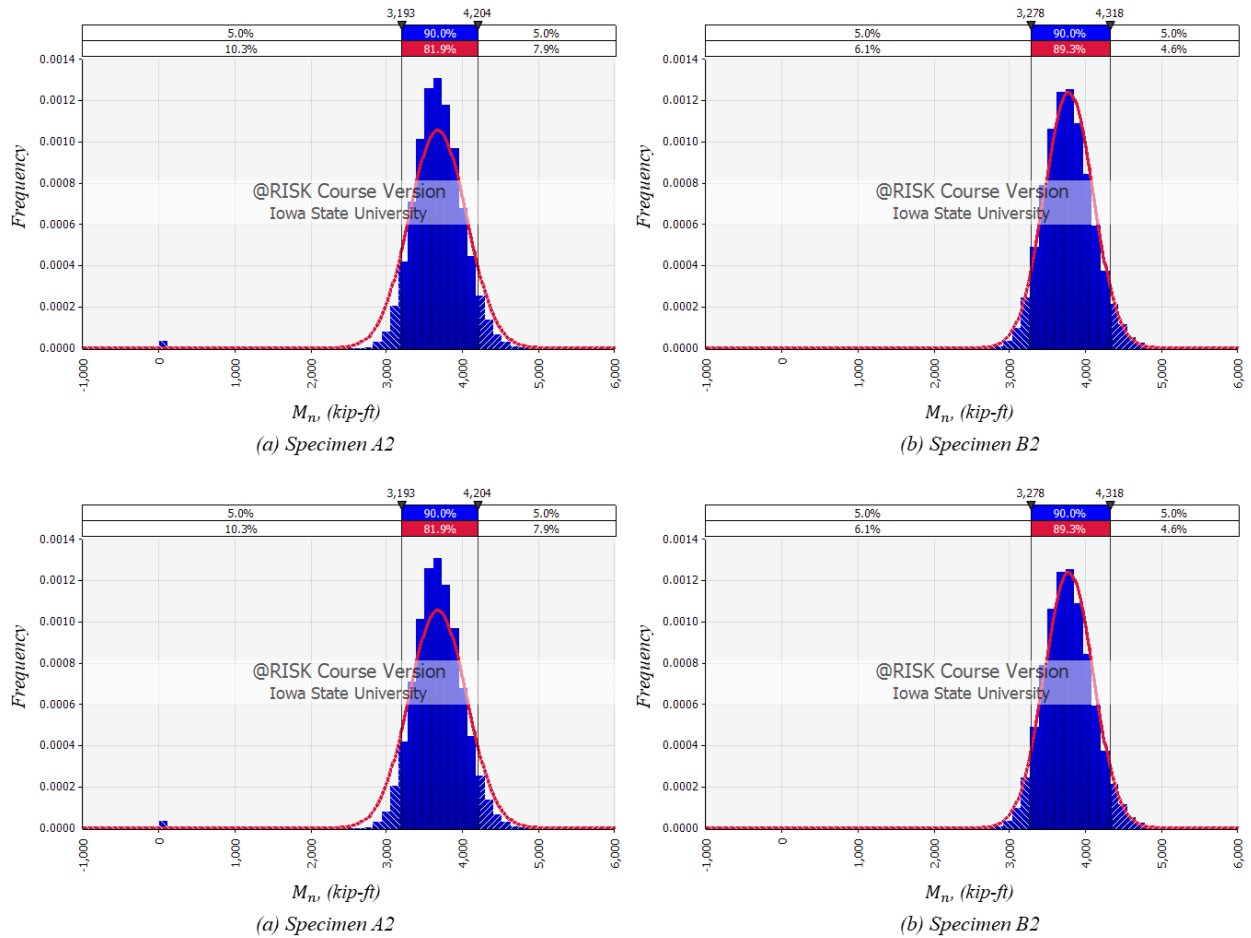 3,193 4,204
5.0% 90.0% 5.0%
10.3% 81.9% 7.9%
0.0014
0.0012
0.0010
0.0008
0.0006
0.0004
0.0002
0.0000
Frequency
@RISK Course Version
Iowa State University
-1,000 0 1,000 2,000 3,000 4,000 5,000 6,000
Mₙ, (kip-ft)
(a) Specimen A2
3,278 4,318
5.0% 90.0% 5.0%
6.1% 89.3% 4.6%
0.0014
0.0012
0.0010
0.0008
0.0006
0.0004
0.0002
0.0000
Frequency
@RISK Course Version
Iowa State University
-1,000 0 1,000 2,000 3,000 4,000 5,000 6,000
Mₙ, (kip-ft)
(b) Specimen B2
3,193 4,204
5.0% 90.0% 5.0%
10.3% 81.9% 7.9%
0.0014
0.0012
0.0010
0.0008
0.0006
0.0004
0.0002
0.0000
Frequency
@RISK Course Version
Iowa State University
-1,000 0 1,000 2,000 3,000 4,000 5,000 6,000
Mₙ, (kip-ft)
(a) Specimen A2
3,278 4,318
5.0% 90.0% 5.0%
6.1% 89.3% 4.6%
0.0014
0.0012
0.0010
0.0008
0.0006
0.0004
0.0002
0.0000
Frequency
@RISK Course Version
Iowa State University
-1,000 0 1,000 2,000 3,000 4,000 5,000 6,000
Mₙ, (kip-ft)
(b) Specimen B2